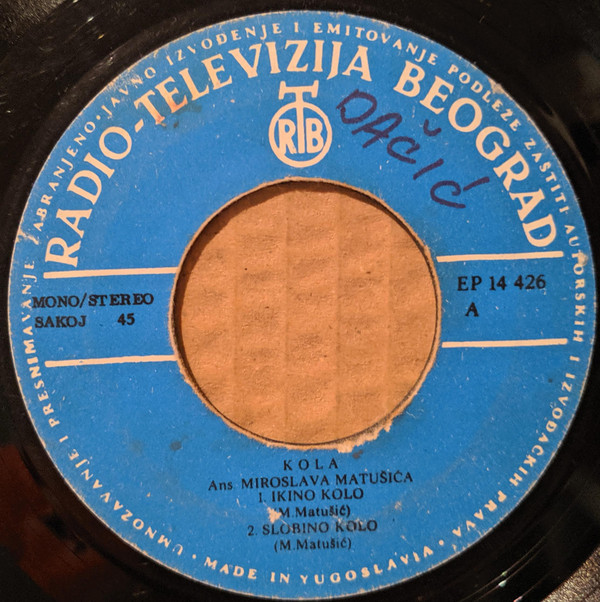 UMNOŽAVANJE I PRESNIMAVANJE ZABRANJENO • JAVNO IZVOĐENJE I EMITOVANJE PODLEŽE ZAŠTITI AUTORSKIH I IZVOĐAČKIH PRAVA •
RADIO-TELEVIZIJA BEOGRAD
RTB
DAČIĆ
MONO/STEREO
SAKOJ 45
EP 14 426
A
KOLA
Ans. MIROSLAVA MATUŠIĆA
1. IKINO KOLO
(M.Matušić)
2. SLOBINO KOLO
(M.Matušić)
MADE IN YUGOSLAVIA •